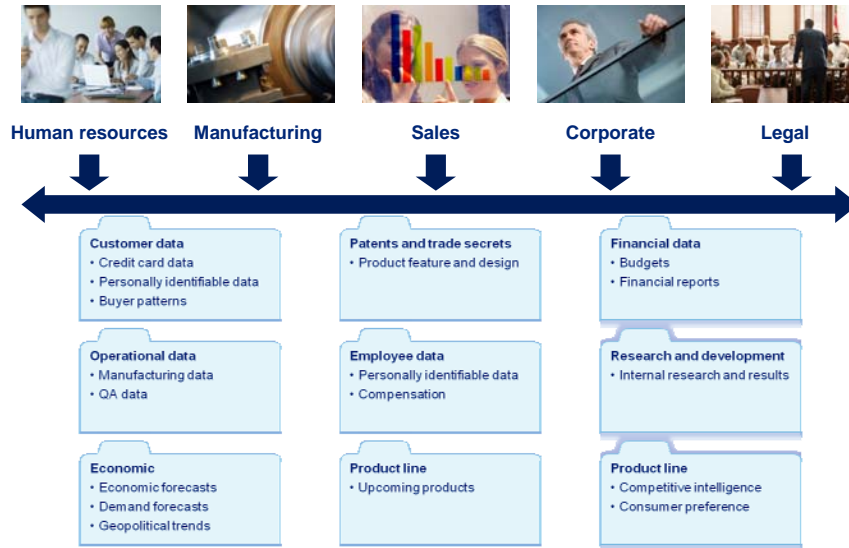 Human resources
Manufacturing
Sales
Corporate
Legal
Customer data
• Credit card data
• Personally identifiable data
• Buyer patterns
Patents and trade secrets
• Product feature and design
Financial data
• Budgets
• Financial reports
Operational data
• Manufacturing data
• QA data
Employee data
• Personally identifiable data
• Compensation
Research and development
• Internal research and results
Economic
• Economic forecasts
• Demand forecasts
• Geopolitical trends
Product line
• Upcoming products
Product line
• Competitive intelligence
• Consumer preference